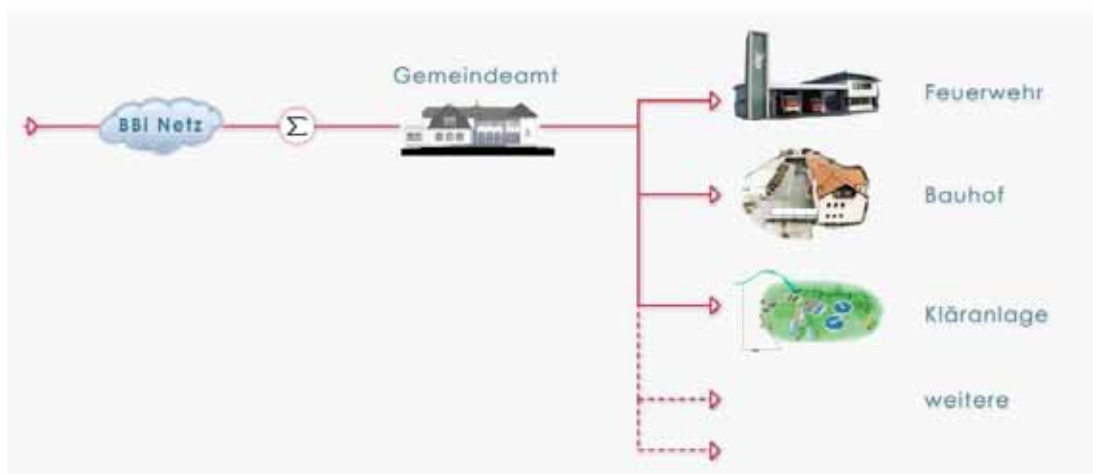 Gemeindeamt
BBI Netz
Σ
Feuerwehr
Bauhof
Kläranlage
weitere